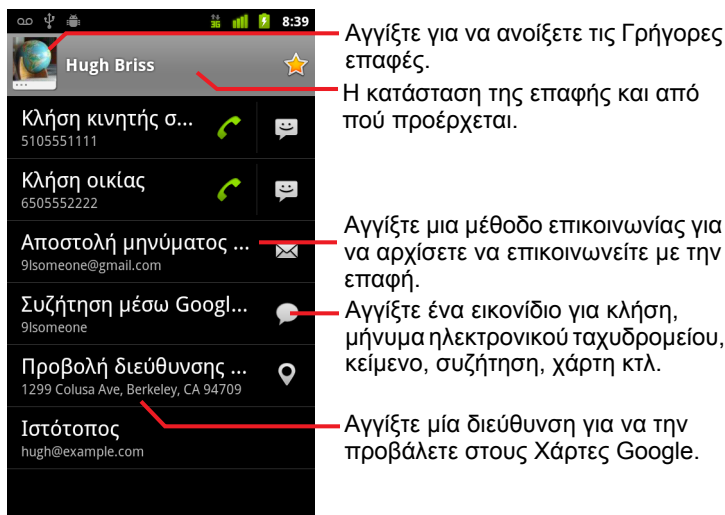 3G
8:39
Hugh Briss
Κλήση κινητής σ...
5105551111
Κλήση οικίας
6505552222
Αποστολή μηνύματος ...
9Isomeone@gmail.com
Συζήτηση μέσω Googl...
9Isomeone
Προβολή διεύθυνσης ...
1299 Colusa Ave, Berkeley, CA 94709
Ιστότοπος
hugh@example.com
Αγγίξτε για να ανοίξετε τις Γρήγορες
επαφές.
Η κατάσταση της επαφής και από
πού προέρχεται.
Αγγίξτε μια μέθοδο επικοινωνίας για
να αρχίσετε να επικοινωνείτε με την
επαφή.
Αγγίξτε ένα εικονίδιο για κλήση,
μήνυμα ηλεκτρονικού ταχυδρομείου,
κείμενο, συζήτηση, χάρτη κτλ.
Αγγίξτε μία διεύθυνση για να την
προβάλετε στους Χάρτες Google.